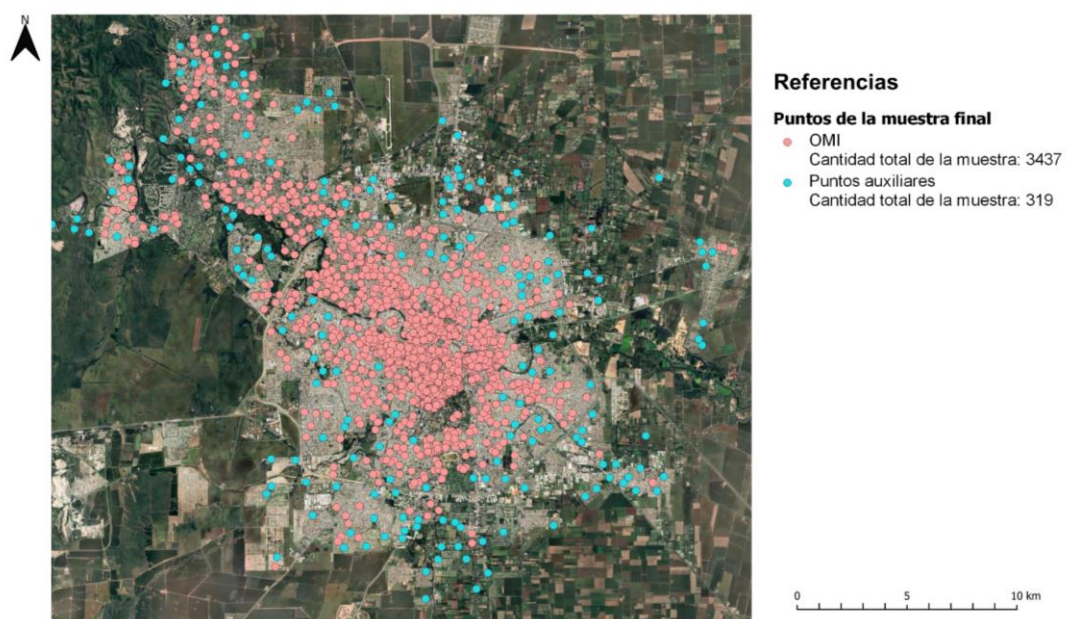 N
Referencias
Puntos de la muestra final
OMI
Cantidad total de la muestra: 3437
Puntos auxiliares
Cantidad total de la muestra: 319
0 5 10 km